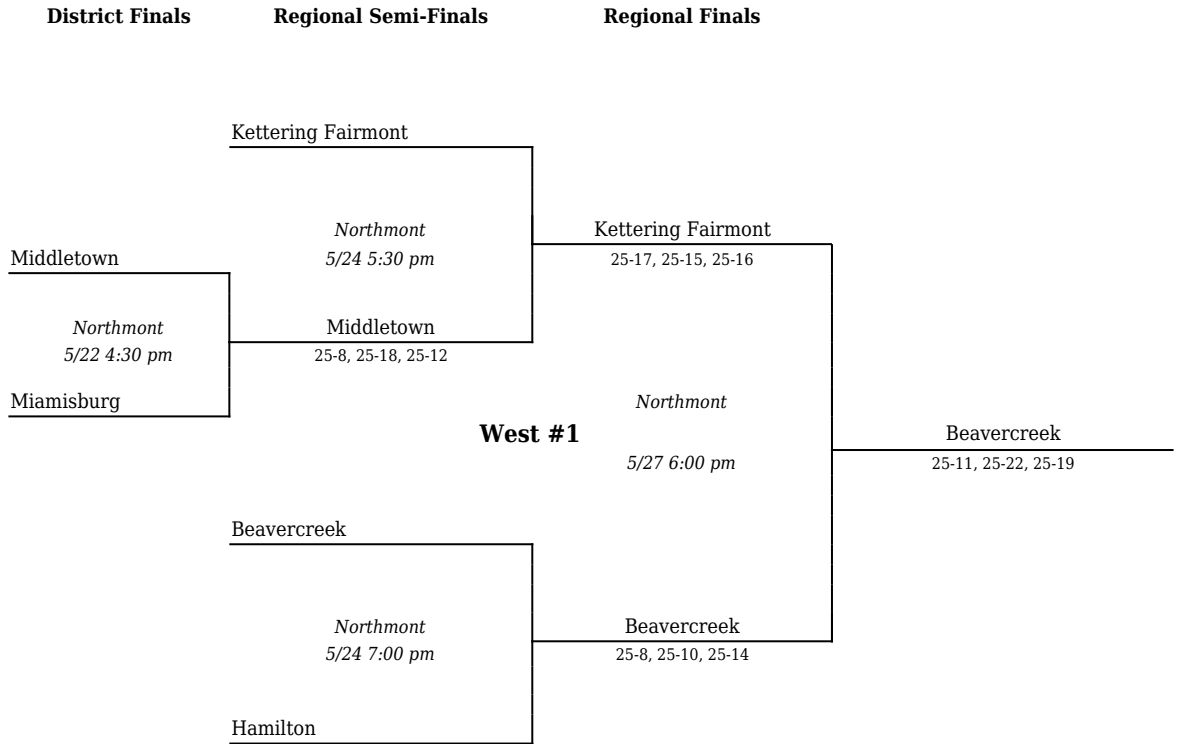 District Finals
Regional Semi-Finals
Regional Finals
Kettering Fairmont
Northmont
Kettering Fairmont
Middletown
5/24 5:30 pm
25-17, 25-15, 25-16
Northmont
Middletown
5/22 4:30 pm
25-8, 25-18, 25-12
Miamisburg
Northmont
West #1
Beavercreek
5/27 6:00 pm
25-11, 25-22, 25-19
Beavercreek
Northmont
Beavercreek
5/24 7:00 pm
25-8, 25-10, 25-14
Hamilton